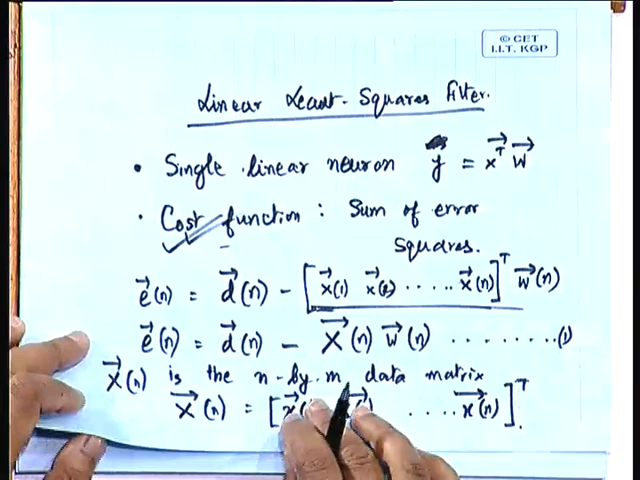 © CET
I.I.T. KGP
Linear Least-Squares Filter.
• Single linear neuron y = x⃗ᵀ w⃗
• Cost function : Sum of error
squares.
e⃗(n) = d⃗(n) − [x⃗(1) x⃗(2) ..... x⃗(n)]ᵀ w⃗(n)
e⃗(n) = d⃗(n) − X⃗(n) w⃗(n) ........(1)
X⃗(n) is the n-by-m data matrix
X⃗(n) = [x⃗( .... x⃗(n)]ᵀ.